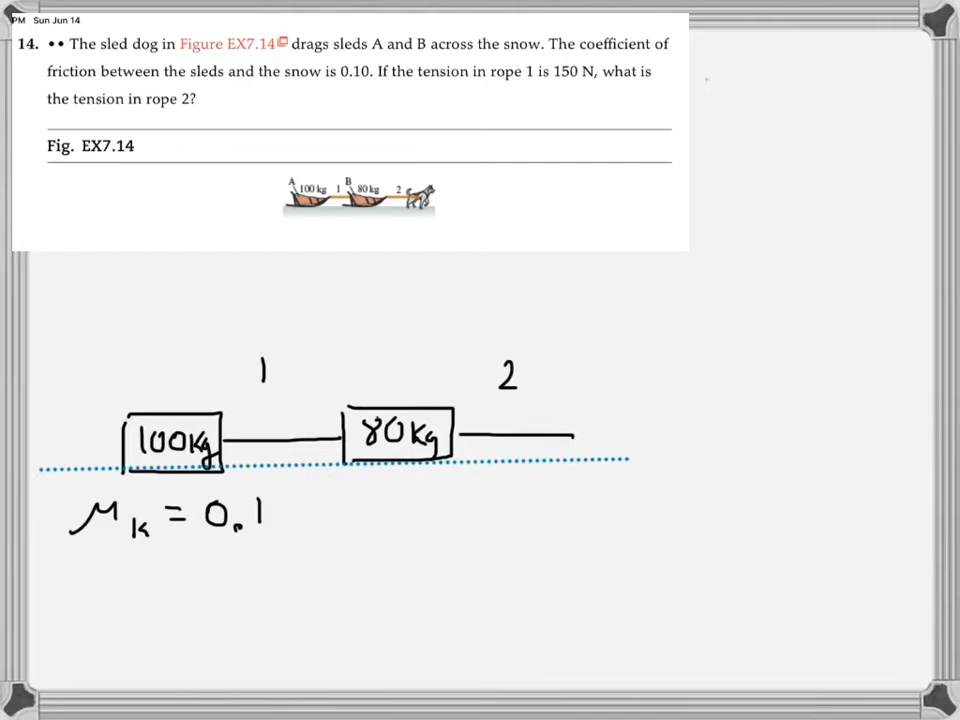 PM Sun Jun 14
14. •• The sled dog in Figure EX7.14 drags sleds A and B across the snow. The coefficient of
friction between the sleds and the snow is 0.10. If the tension in rope 1 is 150 N, what is
the tension in rope 2?
Fig. EX7.14
A 100 kg 1 B 80 kg 2
1 2
100Kg 80Kg
μk = 0.1